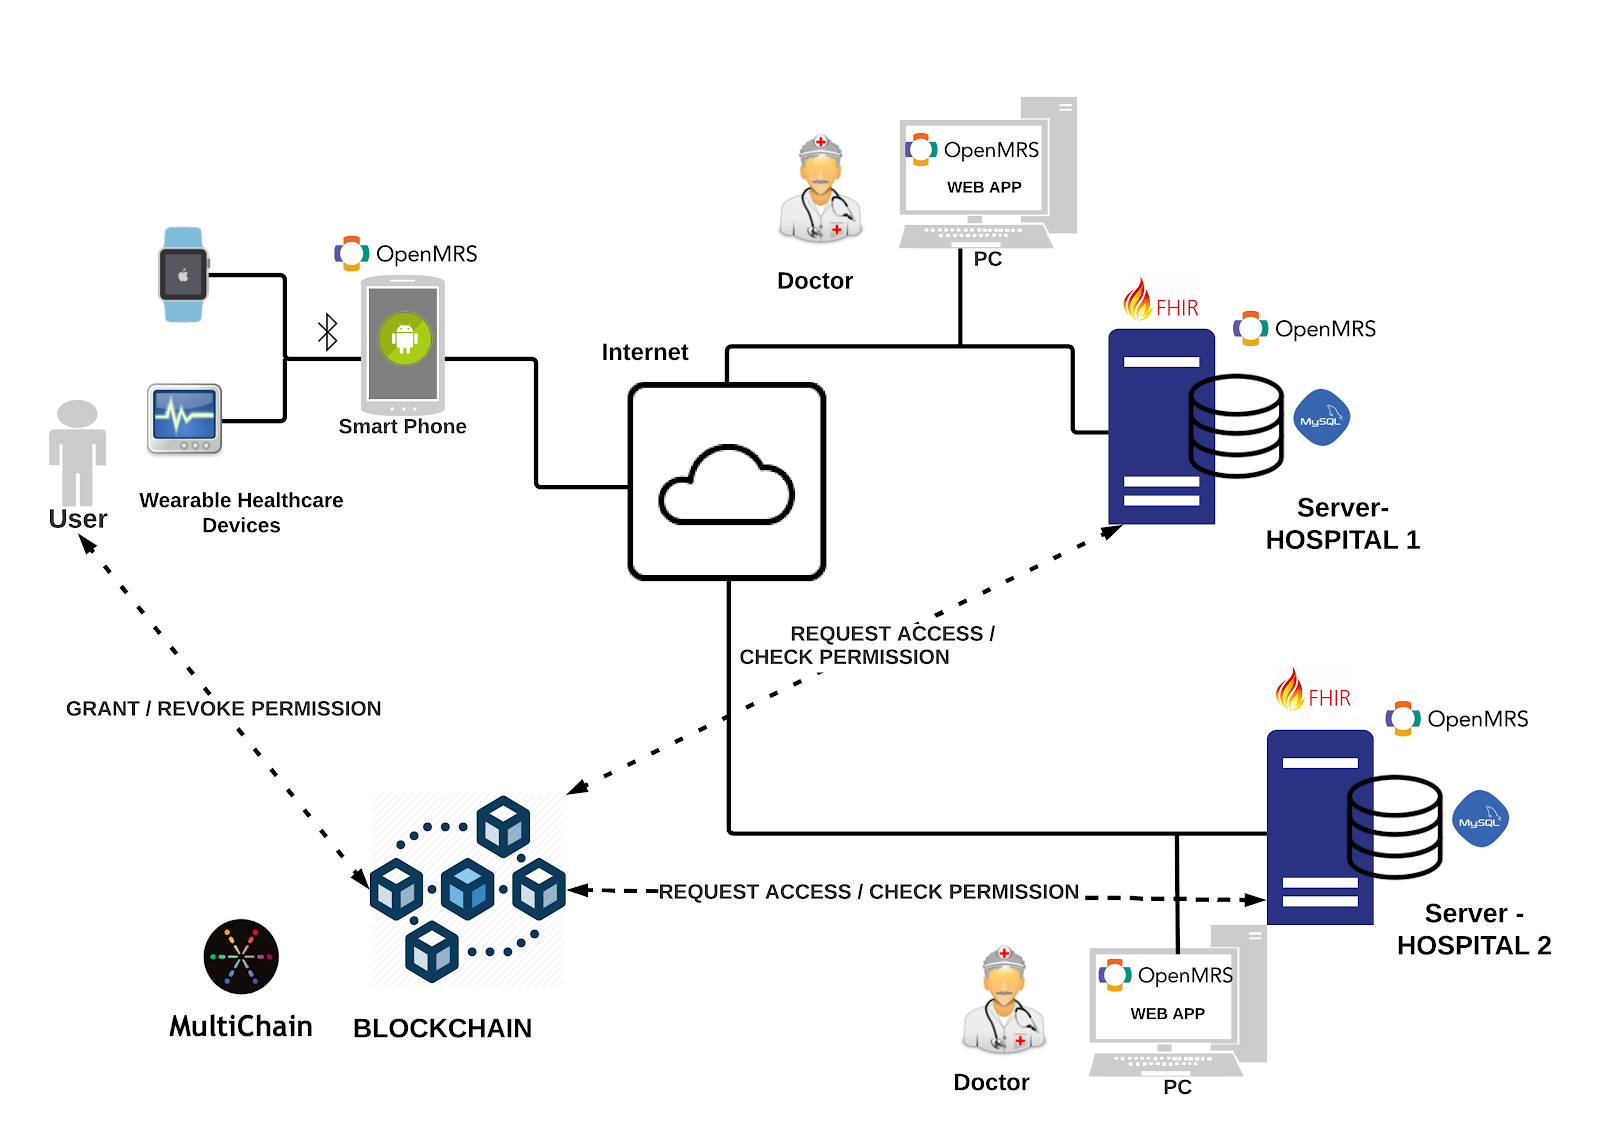 OpenMRS
WEB APP
PC
Doctor
OpenMRS
Smart Phone
Internet
FHIR
OpenMRS
MySQL
Server-
HOSPITAL 1
User
Wearable Healthcare
Devices
REQUEST ACCESS /
CHECK PERMISSION
GRANT / REVOKE PERMISSION
FHIR
OpenMRS
MySQL
Server -
HOSPITAL 2
REQUEST ACCESS / CHECK PERMISSION
MultiChain
BLOCKCHAIN
OpenMRS
WEB APP
Doctor
PC